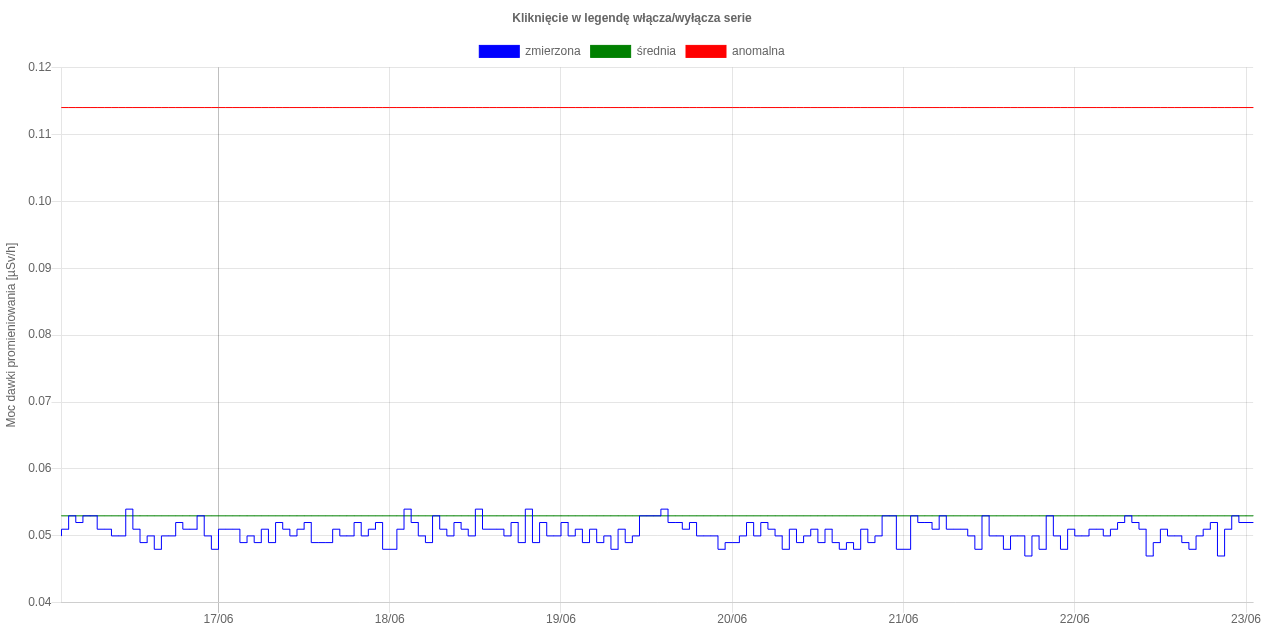 Kliknięcie w legendę włącza/wyłącza serie
zmierzona średnia anomalna
Moc dawki promieniowania [µSv/h]
0.12
0.11
0.10
0.09
0.08
0.07
0.06
0.05
0.04
17/06 18/06 19/06 20/06 21/06 22/06 23/06